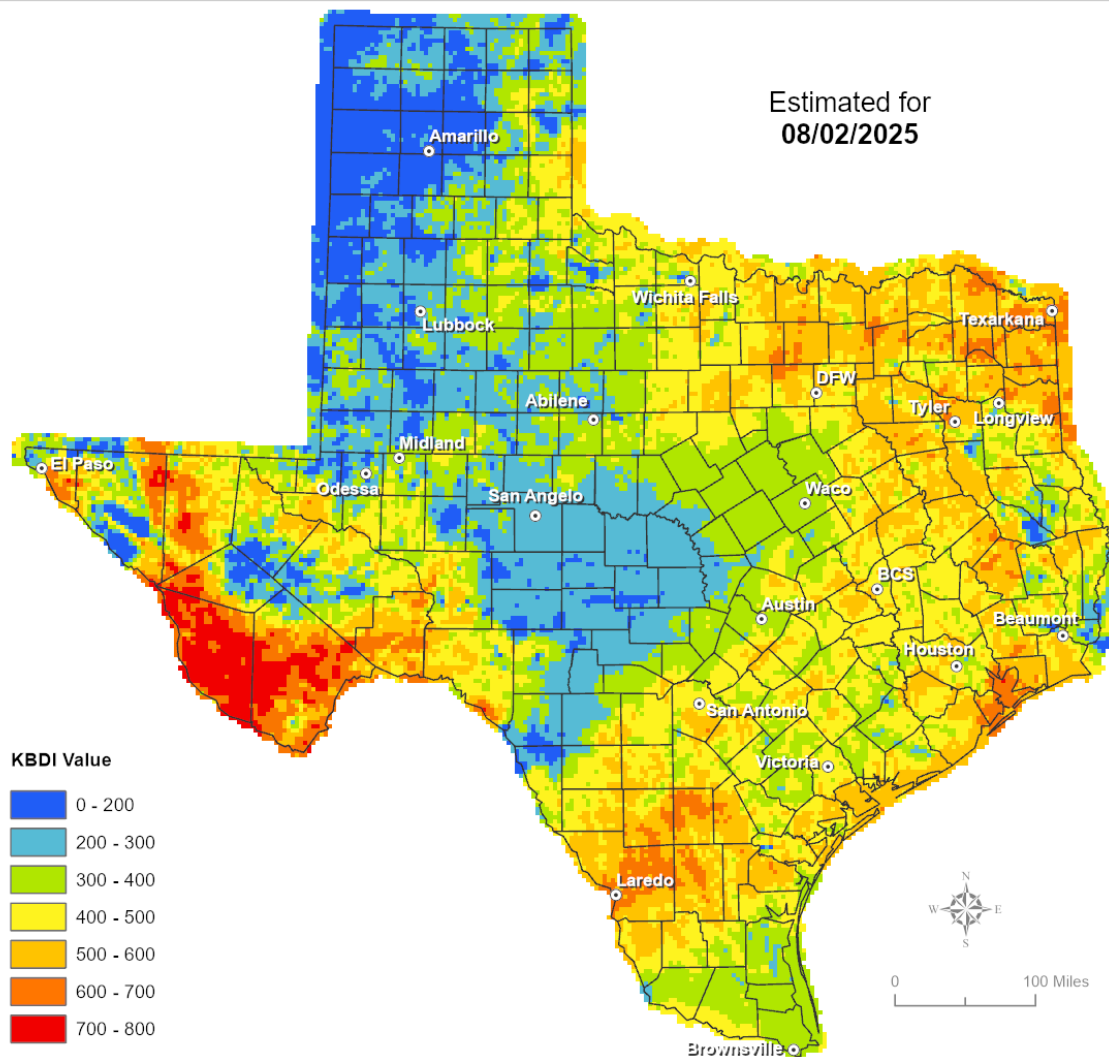 Estimated for
08/02/2025
Amarillo
Wichita Falls
Lubbock
Texarkana
DFW
Abilene
Tyler
Longview
Midland
El Paso
Odessa
San Angelo
Waco
BCS
Austin
Beaumont
Houston
San Antonio
Victoria
Laredo
Brownsville
KBDI Value
0 - 200
200 - 300
300 - 400
400 - 500
500 - 600
600 - 700
700 - 800
N
W E
S
0 100 Miles